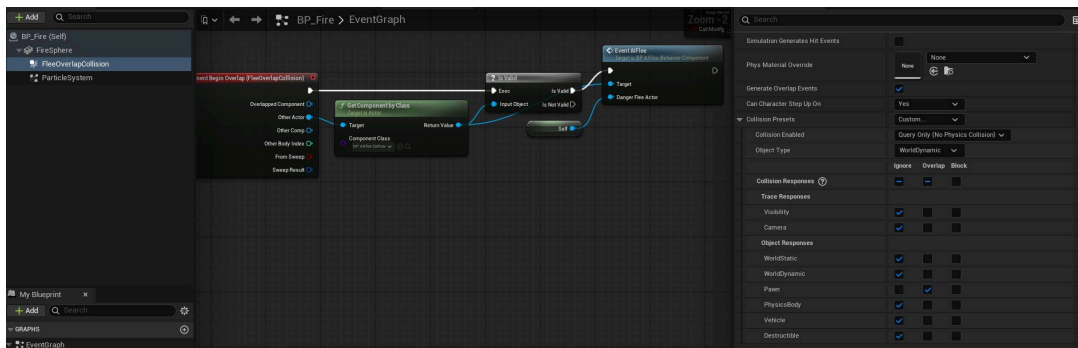 + Add
Search
BP_Fire (Self)
FireSphere
FleeOverlapCollision
ParticleSystem
My Blueprint
x
+ Add
Search
GRAPHS
EventGraph
BP_Fire > EventGraph
Zoom -2
nent Begin Overlap (FleeOverlapCollision)
Overlapped Component
Other Actor
Other Comp
Other Body Index
From Sweep
Sweep Result
Get Component by Class
Target is Actor
Target
Return Value
Component Class
? Is Valid
Exec
Is Valid
Input Object
Is Not Valid
Self
Event AIFlee
Target is BP AI Flee Behavior Component
Target
Danger Flee Actor
Search
Simulation Generates Hit Events
Phys Material Override
None
None
Generate Overlap Events
Can Character Step Up On
Yes
Collision Presets
Custom...
Collision Enabled
Query Only (No Physics Collision)
Object Type
WorldDynamic
Ignore Overlap Block
Collision Responses
Trace Responses
Visibility
Camera
Object Responses
WorldStatic
WorldDynamic
Pawn
PhysicsBody
Vehicle
Destructible